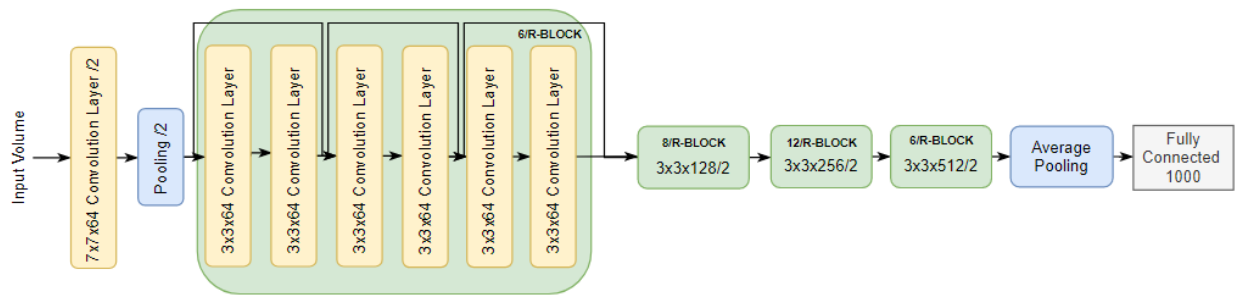 Input Volume
7x7x64 Convolution Layer /2
Pooling /2
6/R-BLOCK
3x3x64 Convolution Layer
3x3x64 Convolution Layer
3x3x64 Convolution Layer
3x3x64 Convolution Layer
3x3x64 Convolution Layer
3x3x64 Convolution Layer
8/R-BLOCK
3x3x128/2
12/R-BLOCK
3x3x256/2
6/R-BLOCK
3x3x512/2
Average
Pooling
Fully
Connected
1000